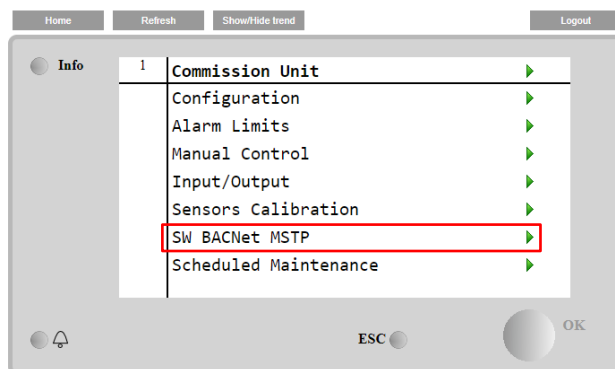 Home Refresh Show/Hide trend Logout
Info 1 Commission Unit
Configuration
Alarm Limits
Manual Control
Input/Output
Sensors Calibration
SW BACNet MSTP
Scheduled Maintenance
ESC OK